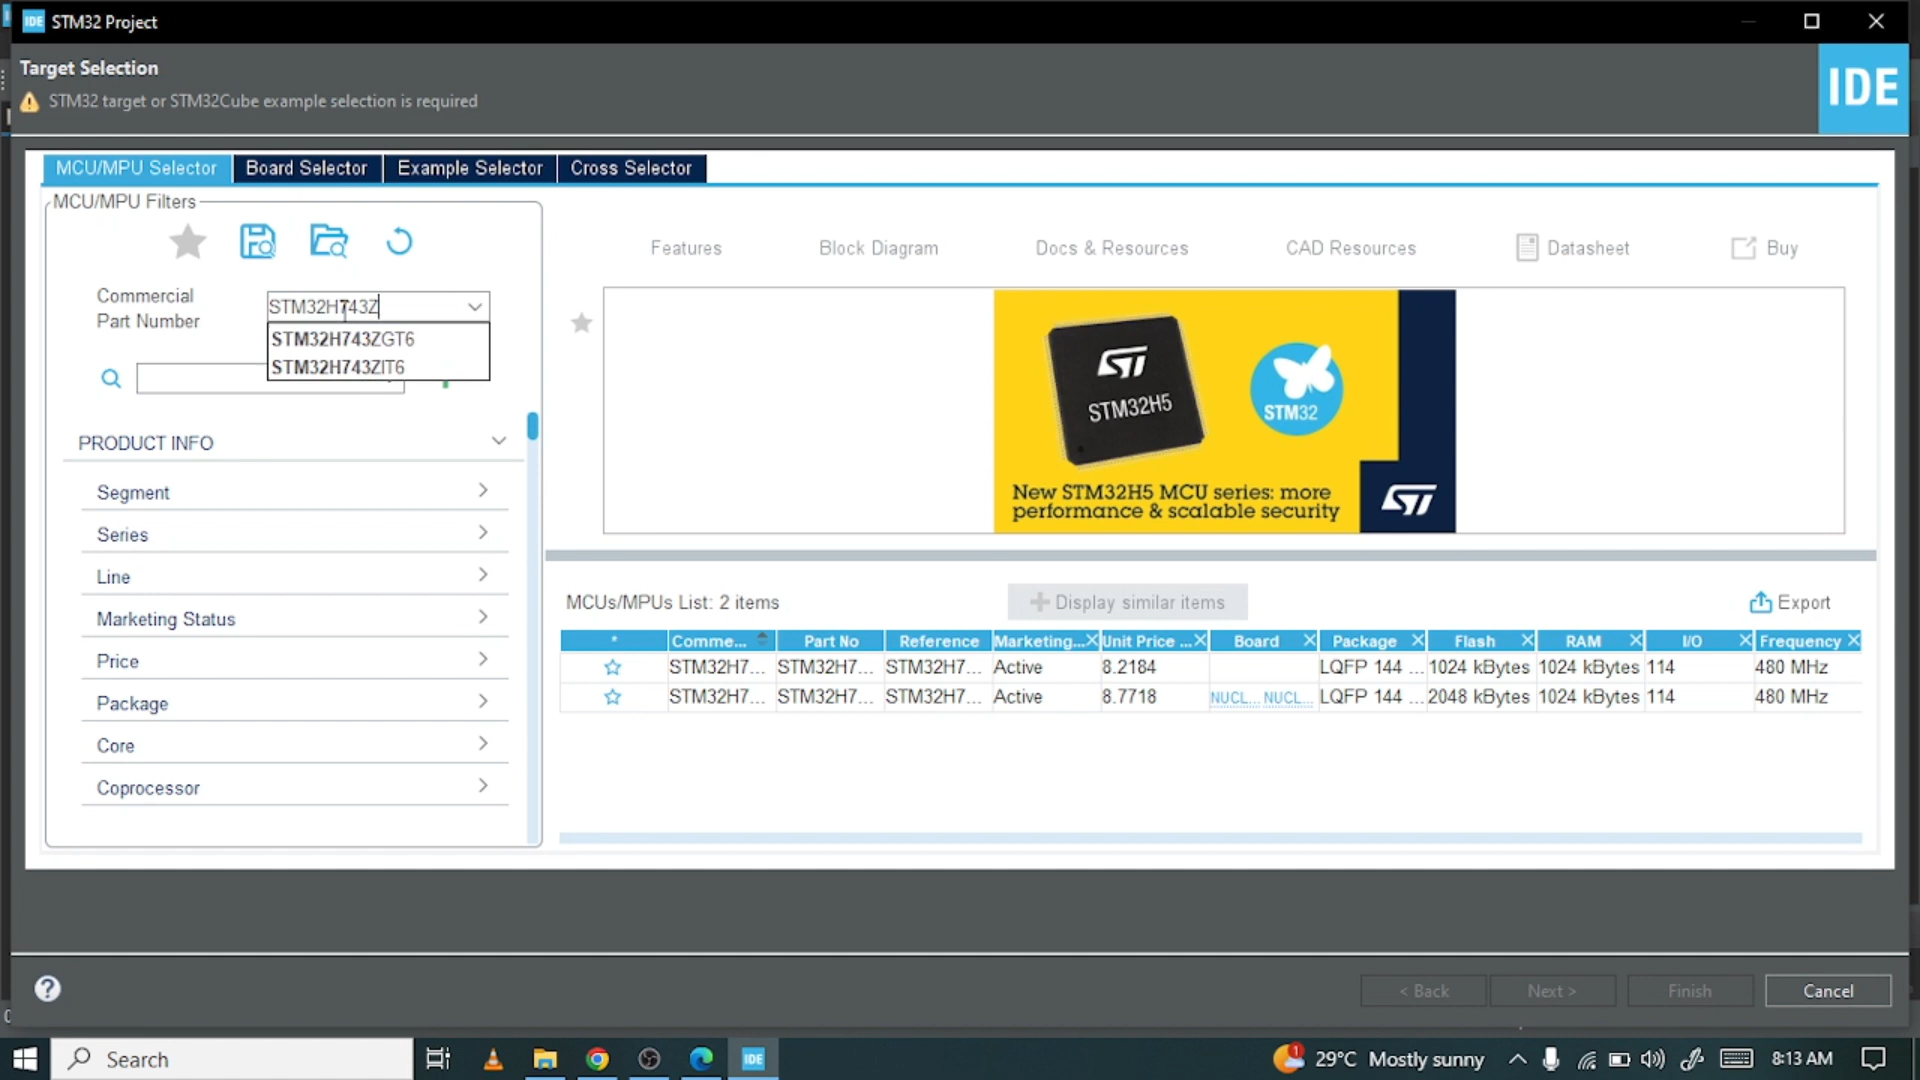 IDE STM32 Project
Target Selection
STM32 target or STM32Cube example selection is required
IDE
MCU/MPU Selector Board Selector Example Selector Cross Selector
MCU/MPU Filters
Features Block Diagram Docs & Resources CAD Resources Datasheet Buy
Commercial
Part Number
STM32H743Z
STM32H743ZGT6
STM32H743ZIT6
ST
STM32H5
STM32
New STM32H5 MCU series: more
performance & scalable security
ST
PRODUCT INFO
Segment
Series
Line
Marketing Status
Price
Package
Core
Coprocessor
MCUs/MPUs List: 2 items
+ Display similar items
Export
* Comme... Part No Reference Marketing... Unit Price ... Board Package Flash RAM I/O Frequency
STM32H7... STM32H7... STM32H7... Active 8.2184 LQFP 144 ... 1024 kBytes 1024 kBytes 114 480 MHz
STM32H7... STM32H7... STM32H7... Active 8.7718 NUCL... NUCL... LQFP 144 ... 2048 kBytes 1024 kBytes 114 480 MHz
< Back Next > Finish Cancel
Search
IDE
1
29°C Mostly sunny
8:13 AM